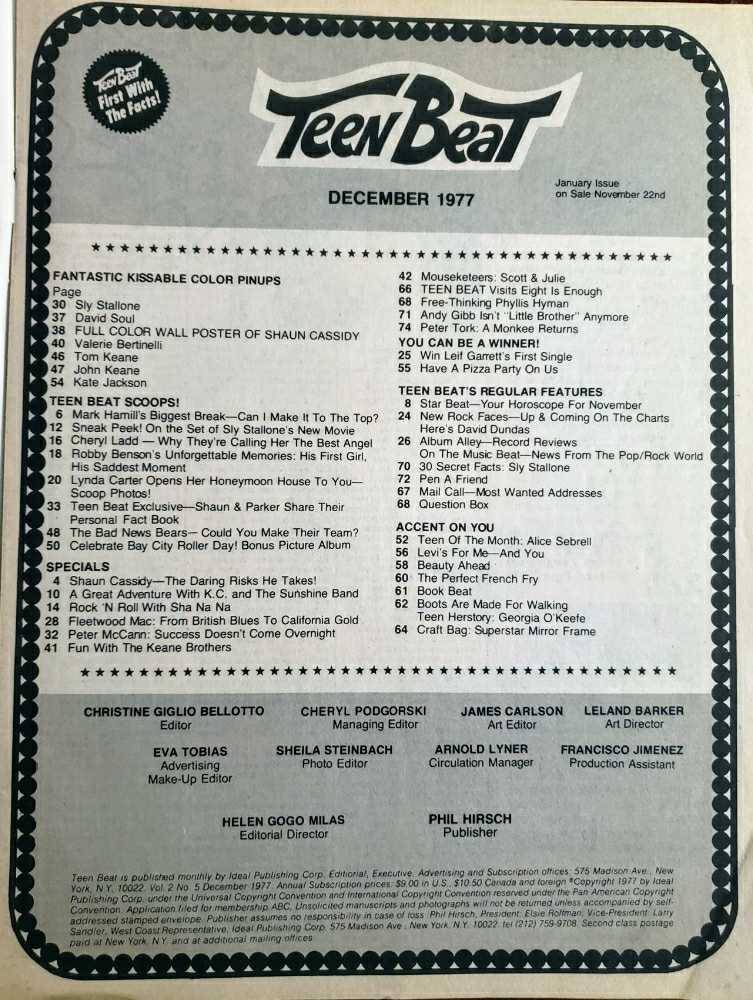 Teen Beat
First With
The Facts!
Teen Beat
DECEMBER 1977
January Issue
on Sale November 22nd
FANTASTIC KISSABLE COLOR PINUPS
Page
30 Sly Stallone
37 David Soul
38 FULL COLOR WALL POSTER OF SHAUN CASSIDY
40 Valerie Bertinelli
46 Tom Keane
47 John Keane
54 Kate Jackson
TEEN BEAT SCOOPS!
6 Mark Hamill's Biggest Break—Can I Make It To The Top?
12 Sneak Peek! On the Set of Sly Stallone's New Movie
16 Cheryl Ladd — Why They're Calling Her The Best Angel
18 Robby Benson's Unforgettable Memories: His First Girl,
His Saddest Moment
20 Lynda Carter Opens Her Honeymoon House To You—
Scoop Photos!
33 Teen Beat Exclusive—Shaun & Parker Share Their
Personal Fact Book
48 The Bad News Bears— Could You Make Their Team?
50 Celebrate Bay City Roller Day! Bonus Picture Album
SPECIALS
4 Shaun Cassidy—The Daring Risks He Takes!
10 A Great Adventure With K.C. and The Sunshine Band
14 Rock 'N Roll With Sha Na Na
28 Fleetwood Mac: From British Blues To California Gold
32 Peter McCann: Success Doesn't Come Overnight
41 Fun With The Keane Brothers
42 Mouseketeers: Scott & Julie
66 TEEN BEAT Visits Eight Is Enough
68 Free-Thinking Phyllis Hyman
71 Andy Gibb Isn't "Little Brother" Anymore
74 Peter Tork: A Monkee Returns
YOU CAN BE A WINNER!
25 Win Leif Garrett's First Single
55 Have A Pizza Party On Us
TEEN BEAT'S REGULAR FEATURES
8 Star Beat—Your Horoscope For November
24 New Rock Faces—Up & Coming On The Charts
Here's David Dundas
26 Album Alley—Record Reviews
On The Music Beat—News From The Pop/Rock World
70 30 Secret Facts: Sly Stallone
72 Pen A Friend
67 Mail Call—Most Wanted Addresses
68 Question Box
ACCENT ON YOU
52 Teen Of The Month: Alice Sebrell
56 Levi's For Me—And You
58 Beauty Ahead
60 The Perfect French Fry
61 Book Beat
62 Boots Are Made For Walking
Teen Herstory: Georgia O'Keefe
64 Craft Bag: Superstar Mirror Frame
CHRISTINE GIGLIO BELLOTTO
Editor
CHERYL PODGORSKI
Managing Editor
JAMES CARLSON
Art Editor
LELAND BARKER
Art Director
EVA TOBIAS
Advertising
Make-Up Editor
SHEILA STEINBACH
Photo Editor
ARNOLD LYNER
Circulation Manager
FRANCISCO JIMENEZ
Production Assistant
HELEN GOGO MILAS
Editorial Director
PHIL HIRSCH
Publisher
Teen Beat is published monthly by Ideal Publishing Corp. Editorial, Executive, Advertising and Subscription offices: 575 Madison Ave., New
York, N.Y. 10022. Vol. 2 No. 5 December 1977. Annual Subscription prices: $9.00 in U.S., $10.50 Canada and foreign ©Copyright 1977 by Ideal
Publishing Corp. under the Universal Copyright Convention and International Copyright Convention reserved under the Pan American Copyright
Convention. Application filed for membership ABC. Unsolicited manuscripts and photographs will not be returned unless accompanied by self-
addressed stamped envelope. Publisher assumes no responsibility in case of loss. Phil Hirsch, President. Elsie Rottman, Vice-President. Larry
Sandler, West Coast Representative, Ideal Publishing Corp. 575 Madison Ave., New York, N.Y. 10022. tel (212) 759-9708. Second class postage
paid at New York, N.Y. and at additional mailing offices